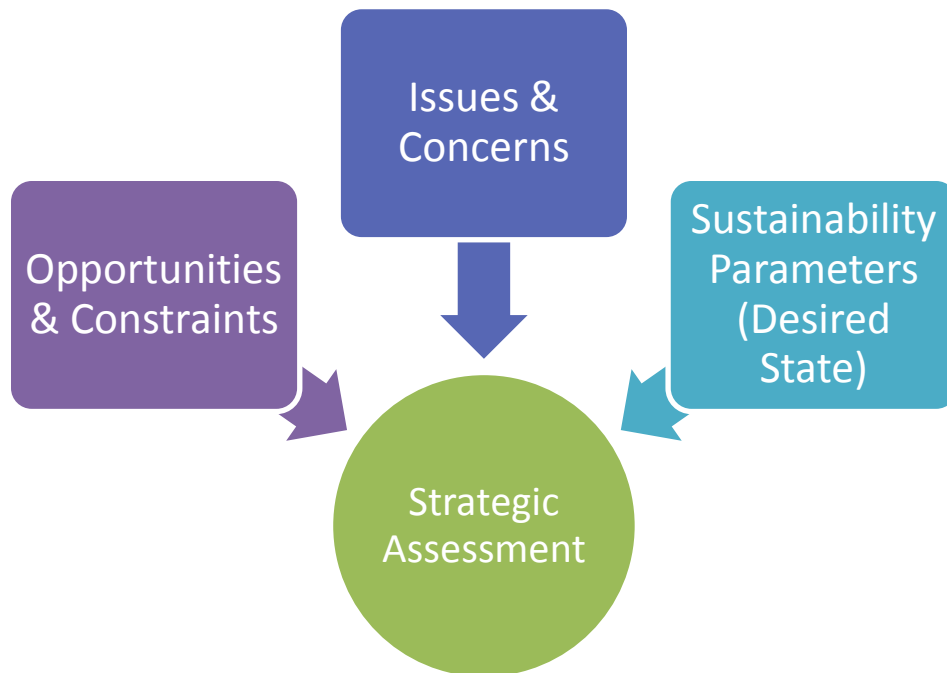 Issues &
Concerns
Opportunities
& Constraints
Sustainability
Parameters
(Desired
State)
Strategic
Assessment